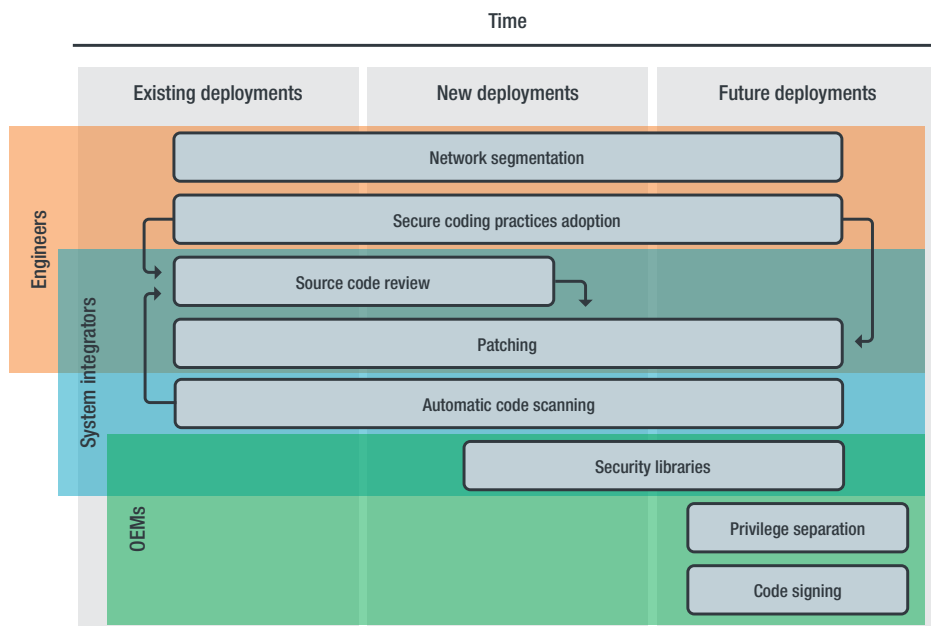 Time
Existing deployments
New deployments
Future deployments
Engineers
Network segmentation
Secure coding practices adoption
System integrators
Source code review
Patching
Automatic code scanning
OEMs
Security libraries
Privilege separation
Code signing